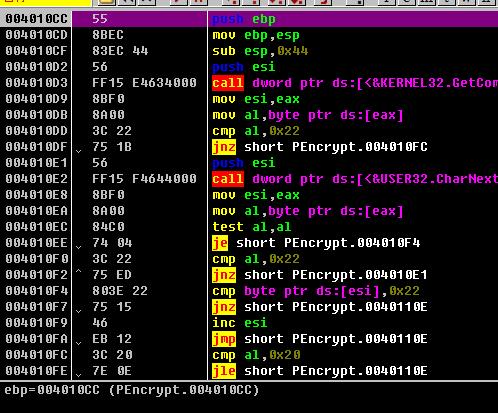 004010CC 55 push ebp
004010CD 8BEC mov ebp,esp
004010CF 83EC 44 sub esp,0x44
004010D2 56 push esi
004010D3 FF15 E4634000 call dword ptr ds:[<&KERNEL32.GetCom
004010D9 8BF0 mov esi,eax
004010DB 8A00 mov al,byte ptr ds:[eax]
004010DD 3C 22 cmp al,0x22
004010DF 75 1B jnz short PEncrypt.004010FC
004010E1 56 push esi
004010E2 FF15 F4644000 call dword ptr ds:[<&USER32.CharNext
004010E8 8BF0 mov esi,eax
004010EA 8A00 mov al,byte ptr ds:[eax]
004010EC 84C0 test al,al
004010EE 74 04 je short PEncrypt.004010F4
004010F0 3C 22 cmp al,0x22
004010F2 75 ED jnz short PEncrypt.004010E1
004010F4 803E 22 cmp byte ptr ds:[esi],0x22
004010F7 75 15 jnz short PEncrypt.0040110E
004010F9 46 inc esi
004010FA EB 12 jmp short PEncrypt.0040110E
004010FC 3C 20 cmp al,0x20
004010FE 7E 0E jle short PEncrypt.0040110E
ebp=004010CC (PEncrypt.004010CC)